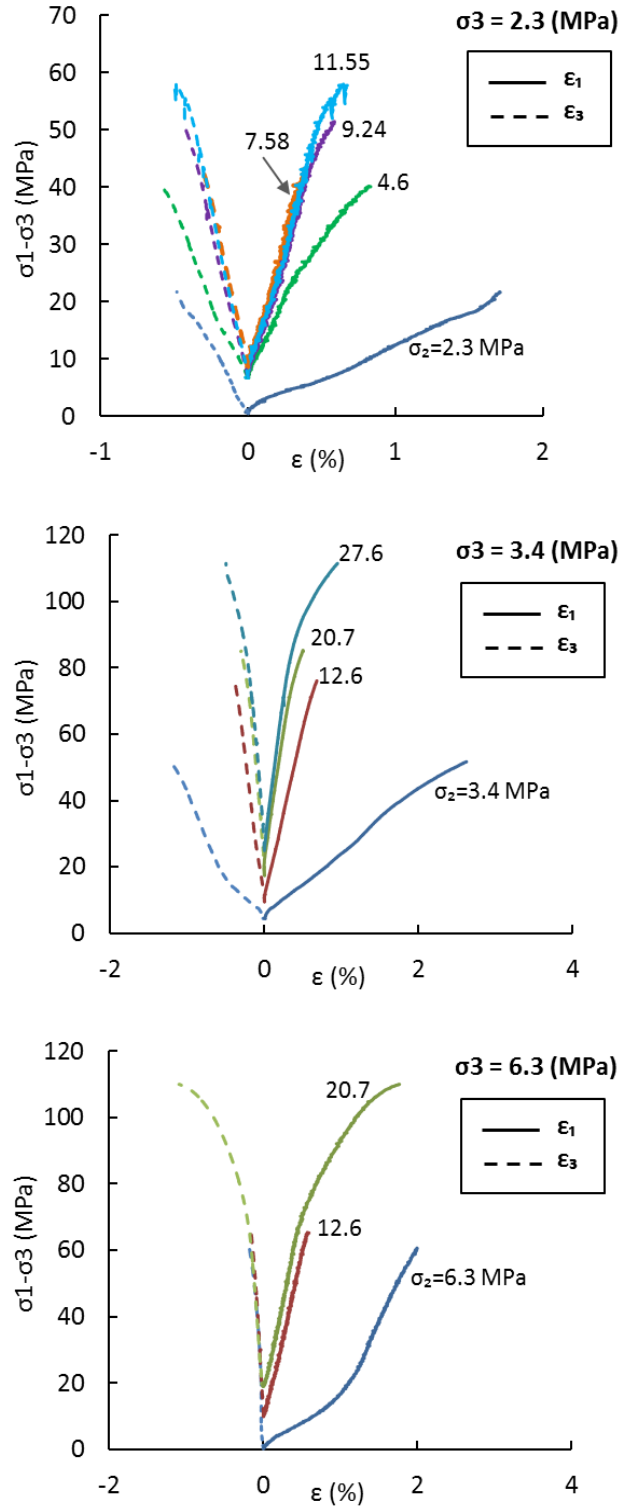 σ3 = 2.3 (MPa)
ε₁
ε₃
σ1-σ3 (MPa)
70
60
50
40
30
20
10
0
11.55
9.24
7.58
4.6
σ₂=2.3 MPa
-1
0
1
2
ε (%)
σ3 = 3.4 (MPa)
ε₁
ε₃
σ1-σ3 (MPa)
120
100
80
60
40
20
0
27.6
20.7
12.6
σ₂=3.4 MPa
-2
0
2
4
ε (%)
σ3 = 6.3 (MPa)
ε₁
ε₃
σ1-σ3 (MPa)
120
100
80
60
40
20
0
20.7
12.6
σ₂=6.3 MPa
-2
0
2
4
ε (%)